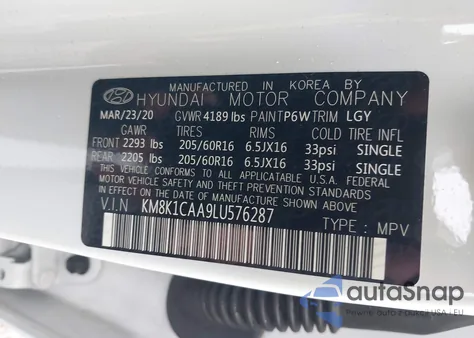 MANUFACTURED IN KOREA BY
HYUNDAI MOTOR COMPANY
MAR/23/20 GVWR 4189 lbs PAINT P6W TRIM LGY
GAWR TIRES RIMS COLD TIRE INFL
FRONT 2293 lbs 205/60R16 6.5JX16 33psi SINGLE
REAR 2205 lbs 205/60R16 6.5JX16 33psi SINGLE
THIS VEHICLE CONFORMS TO ALL APPLICABLE U.S.A. FEDERAL
MOTOR VEHICLE SAFETY, BUMPER, AND THEFT PREVENTION
STANDARDS IN EFFECT ON THE DATE OF MANUFACTURE SHOWN ABOVE.
V.I.N KM8K1CAA9LU576287
TYPE : MPV
autosnap